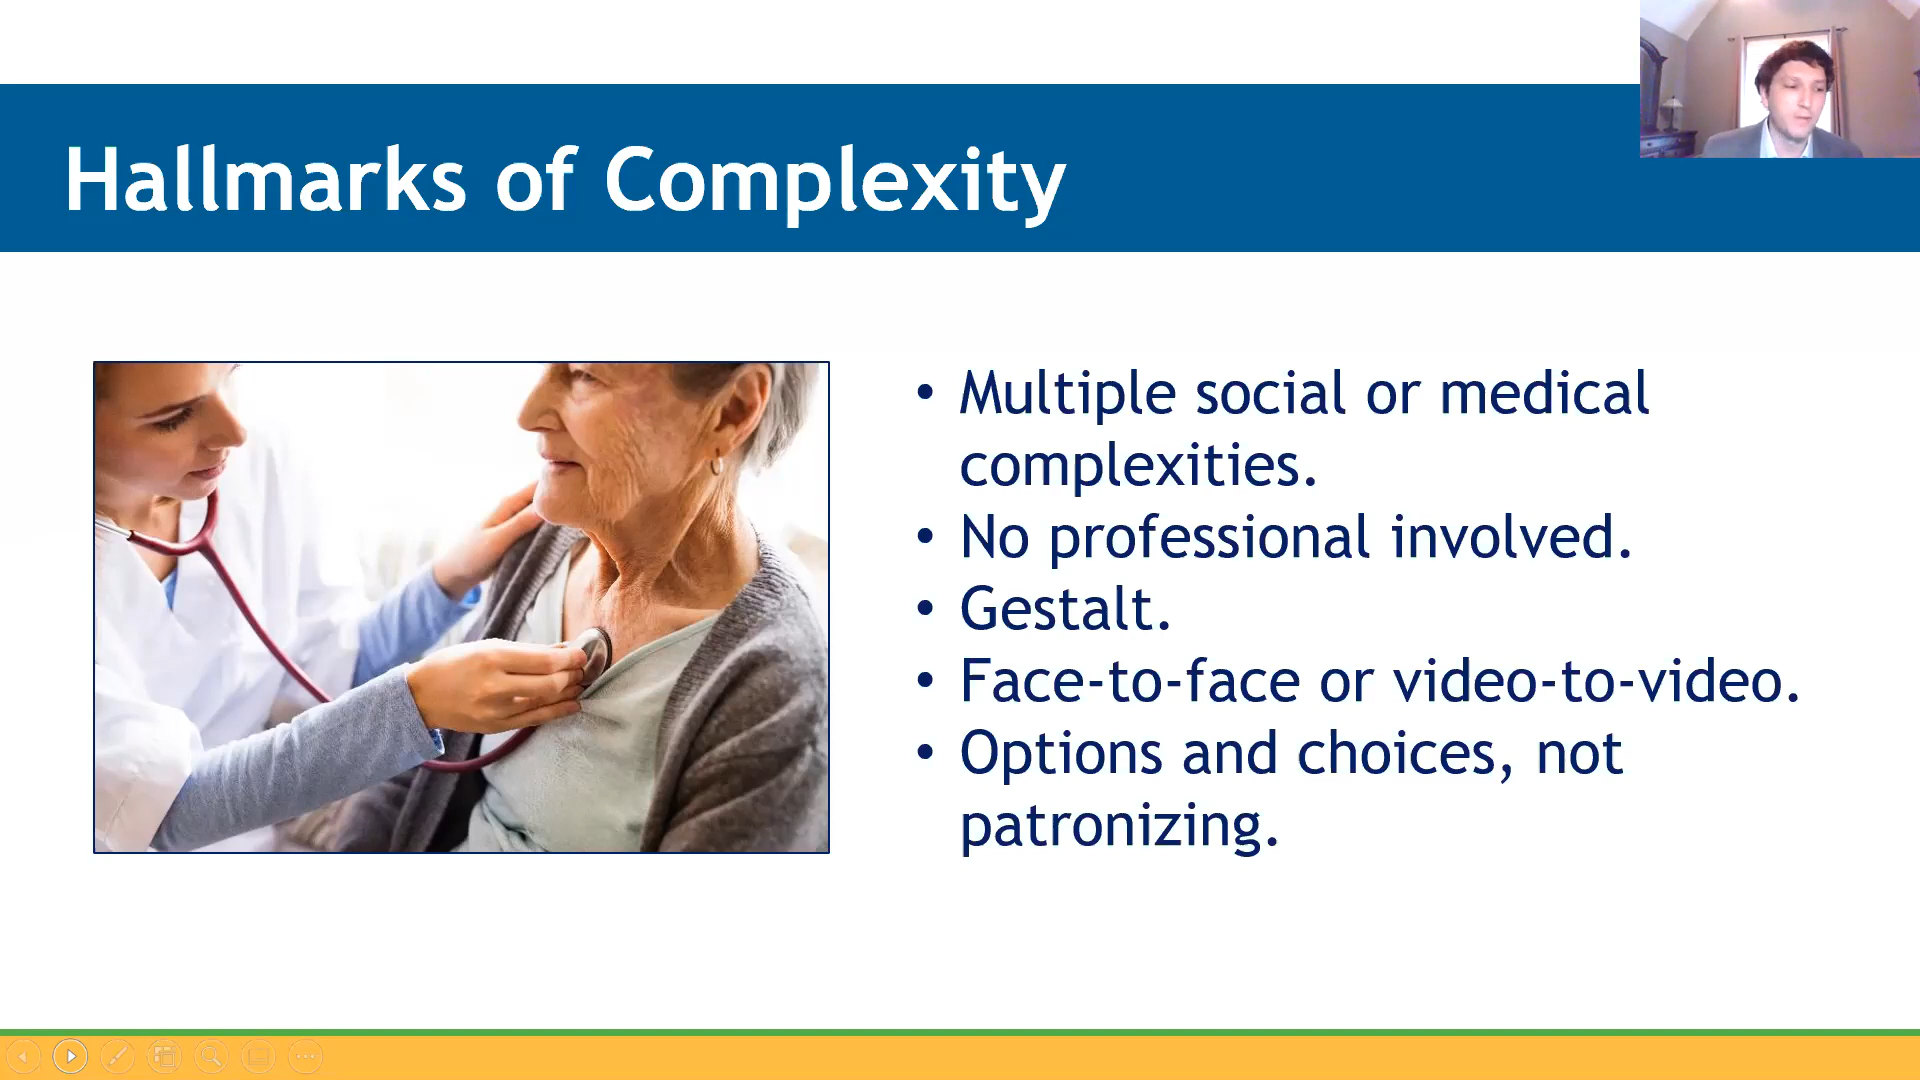 Hallmarks of Complexity
• Multiple social or medical
complexities.
• No professional involved.
• Gestalt.
• Face-to-face or video-to-video.
• Options and choices, not
patronizing.